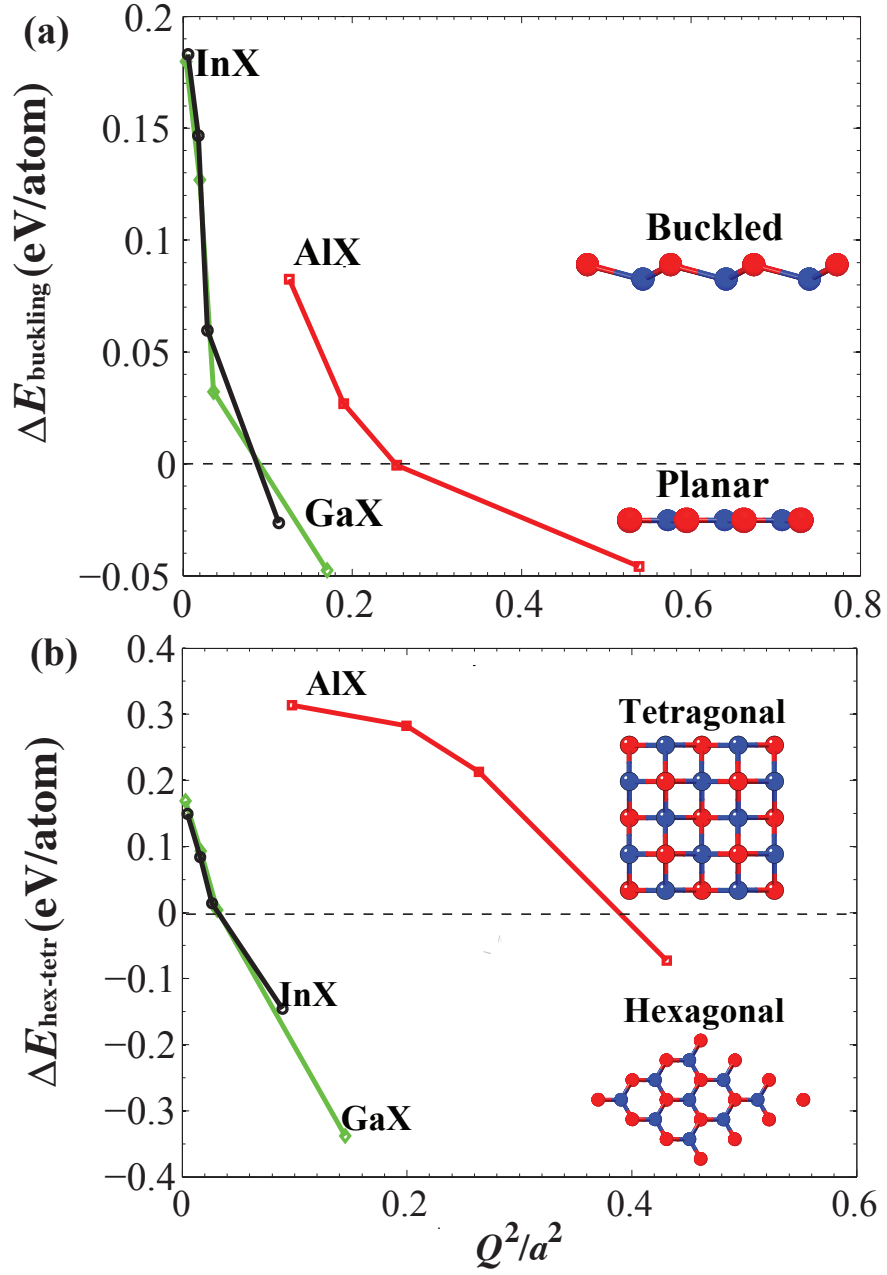 (a)
0.2
InX
0.15
0.1
Buckled
AlX
0.05
0
Planar
GaX
−0.05
ΔEbuckling(eV/atom)
0 0.2 0.4 0.6 0.8
(b)
0.4
AlX
0.3
Tetragonal
0.2
0.1
0
−0.1
InX
Hexagonal
−0.2
−0.3
GaX
−0.4
ΔEhex-tetr(eV/atom)
0 0.2 0.4 0.6
Q²/a²